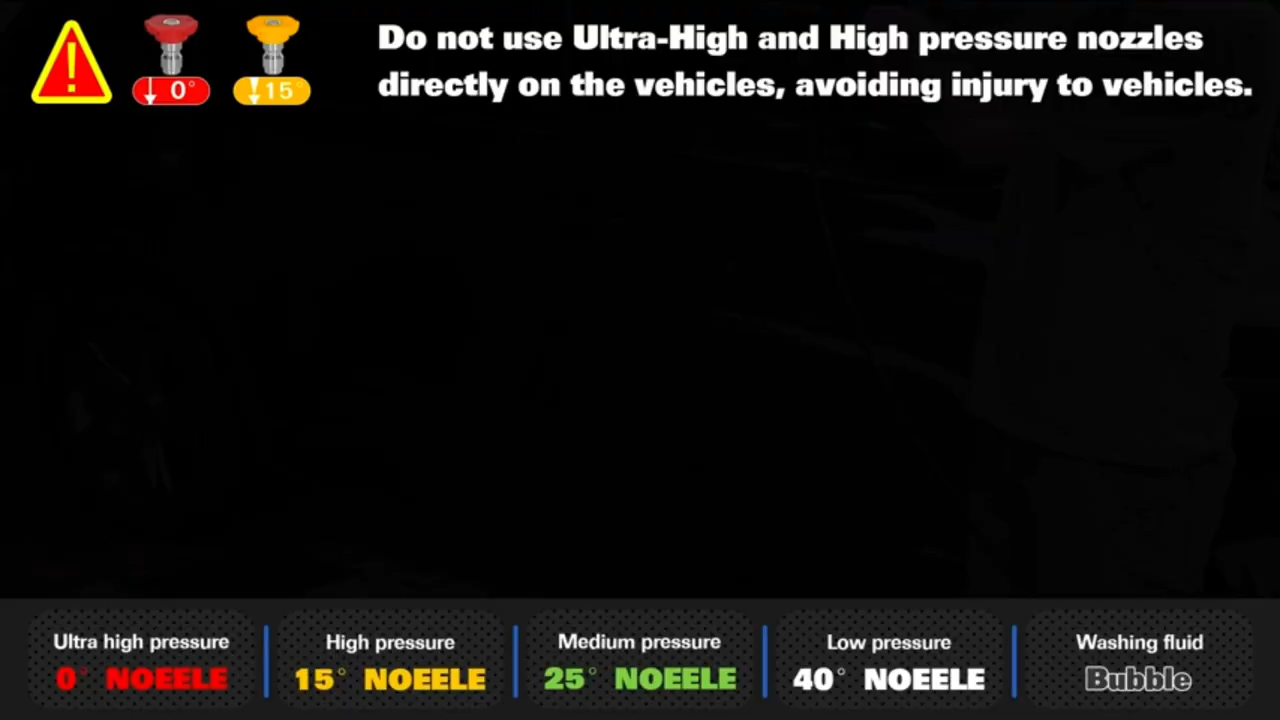 Do not use Ultra-High and High pressure nozzles
directly on the vehicles, avoiding injury to vehicles.
0°
15°
Ultra high pressure
0° NOEELE
High pressure
15° NOEELE
Medium pressure
25° NOEELE
Low pressure
40° NOEELE
Washing fluid
Bubble